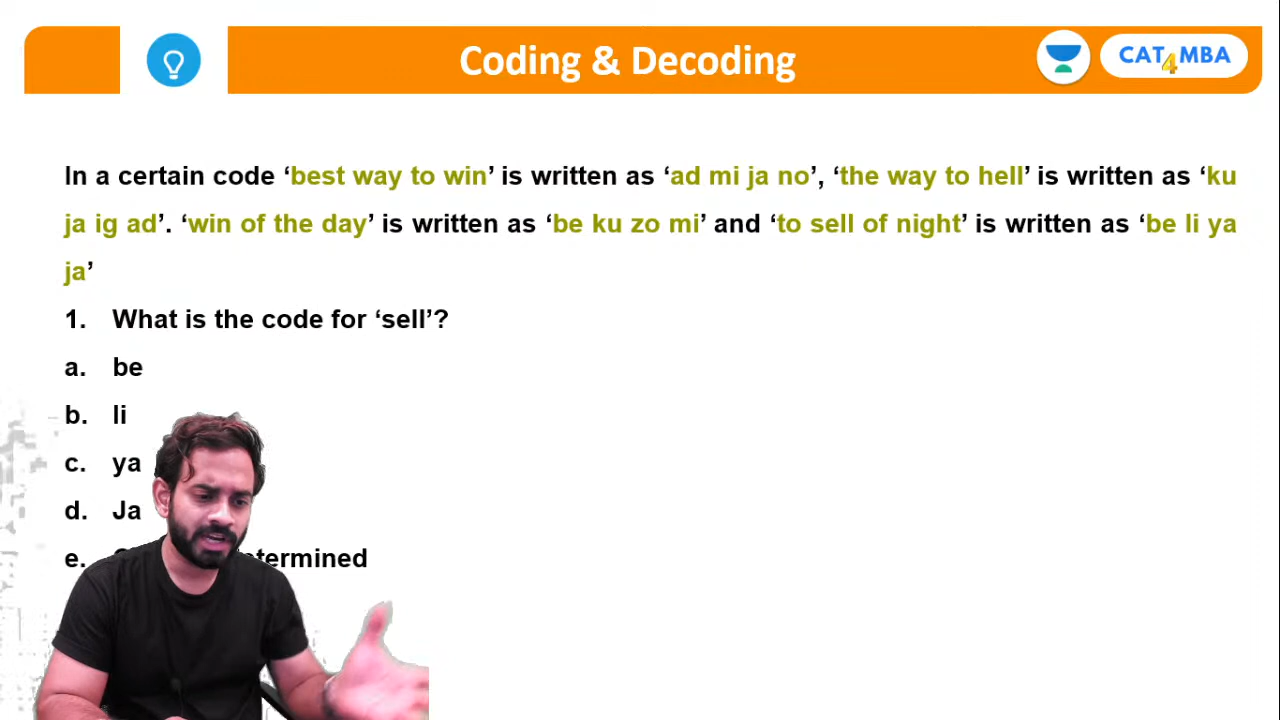 Coding & Decoding
CAT4MBA
In a certain code ‘best way to win’ is written as ‘ad mi ja no’, ‘the way to hell’ is written as ‘ku
ja ig ad’. ‘win of the day’ is written as ‘be ku zo mi’ and ‘to sell of night’ is written as ‘be li ya
ja’
1. What is the code for ‘sell’?
a. be
b. li
c. ya
d. Ja
e.